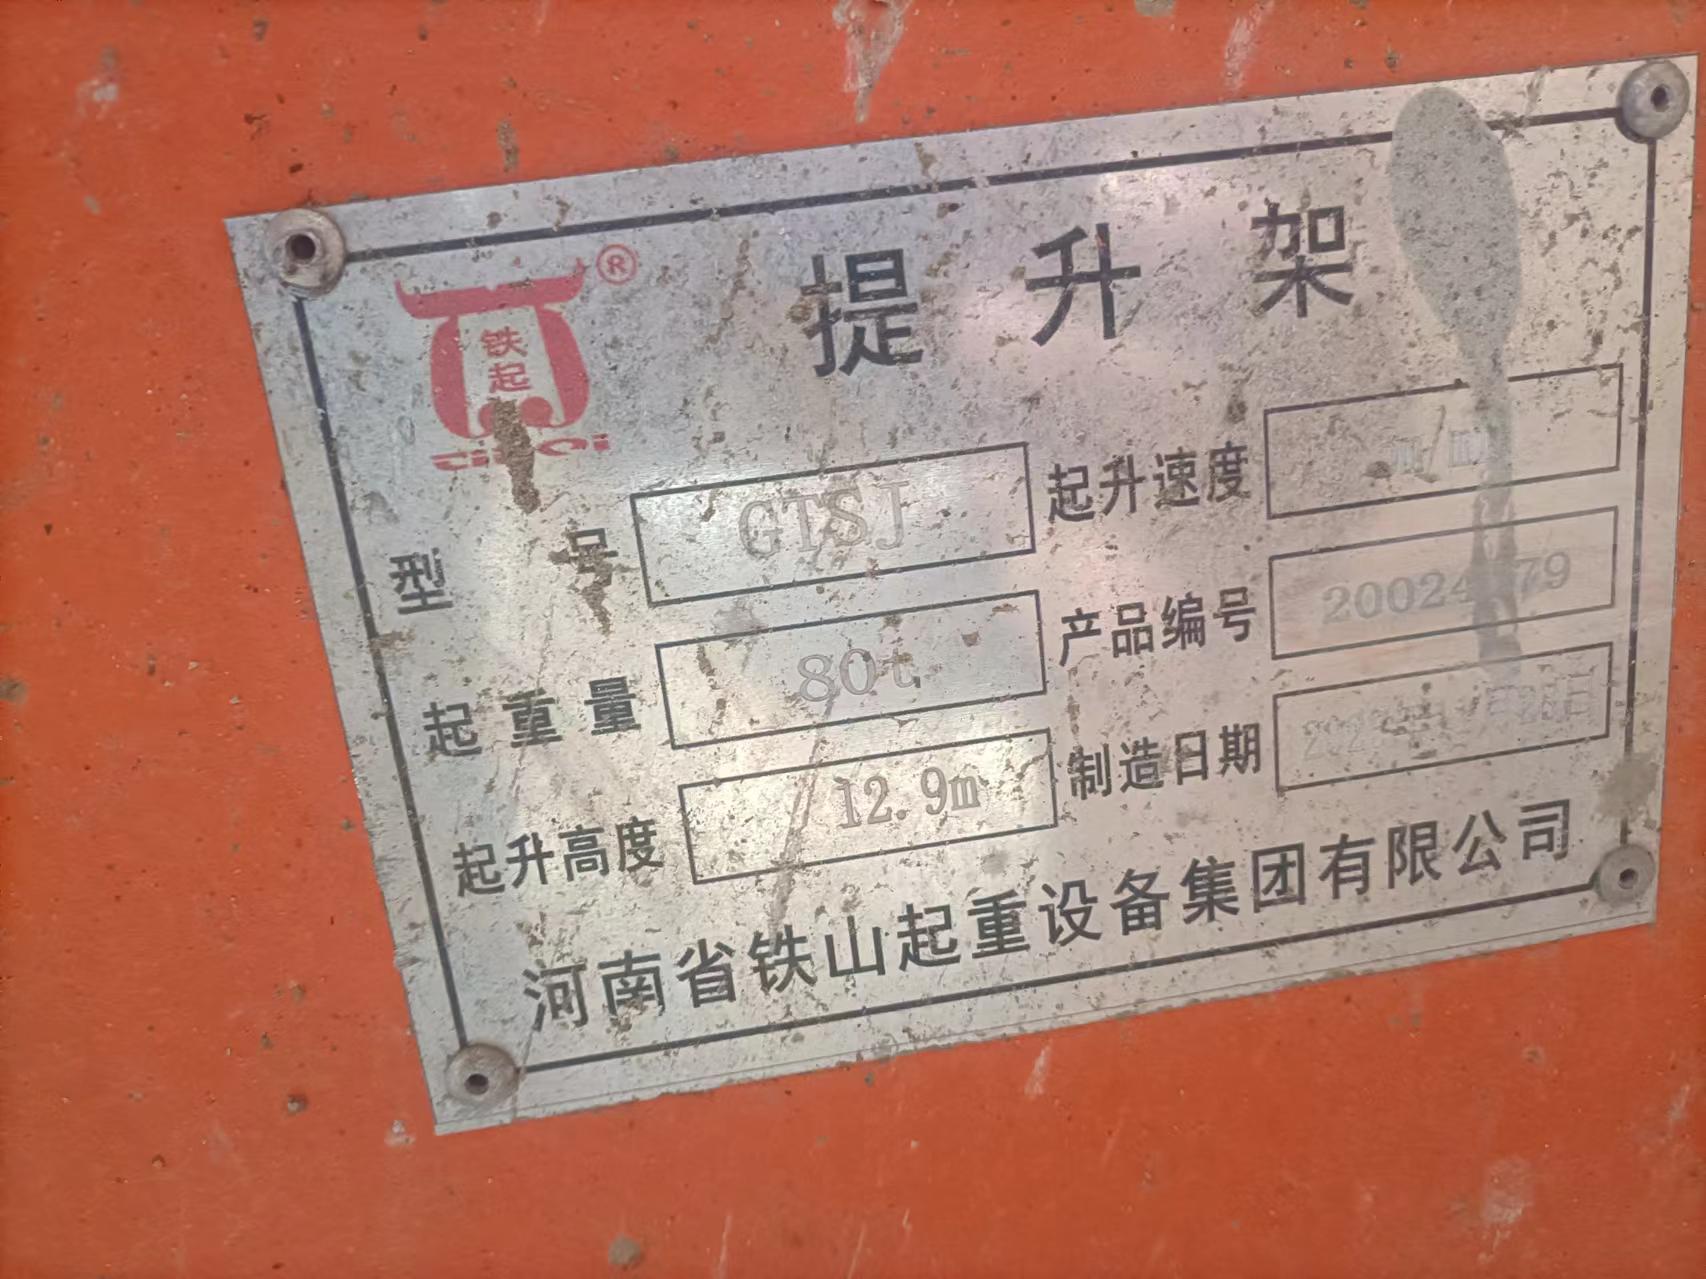 ®
铁
起
提升架
型号 GTSJ 起升速度
起重量 80t 产品编号
起升高度 12.9m 制造日期
河南省铁山起重设备集团有限公司